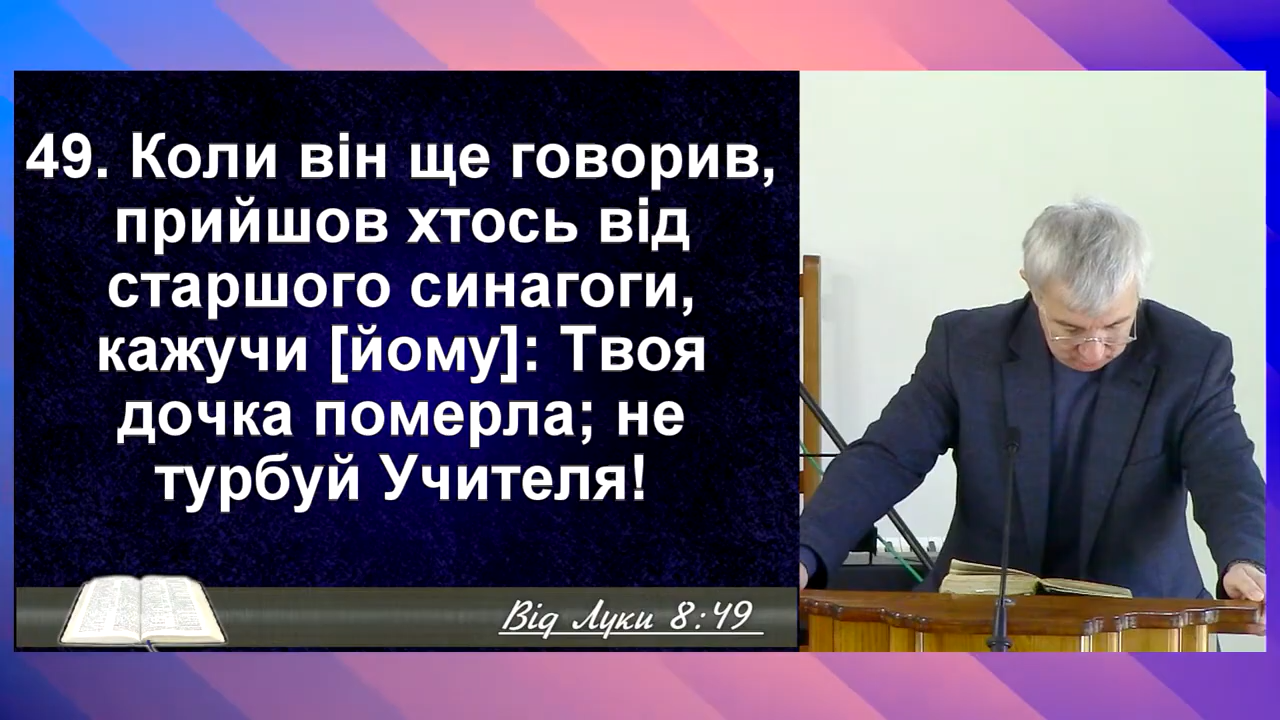 49. Коли він ще говорив,
прийшов хтось від
старшого синагоги,
кажучи [йому]: Твоя
дочка померла; не
турбуй Учителя!
Від Луки 8:49